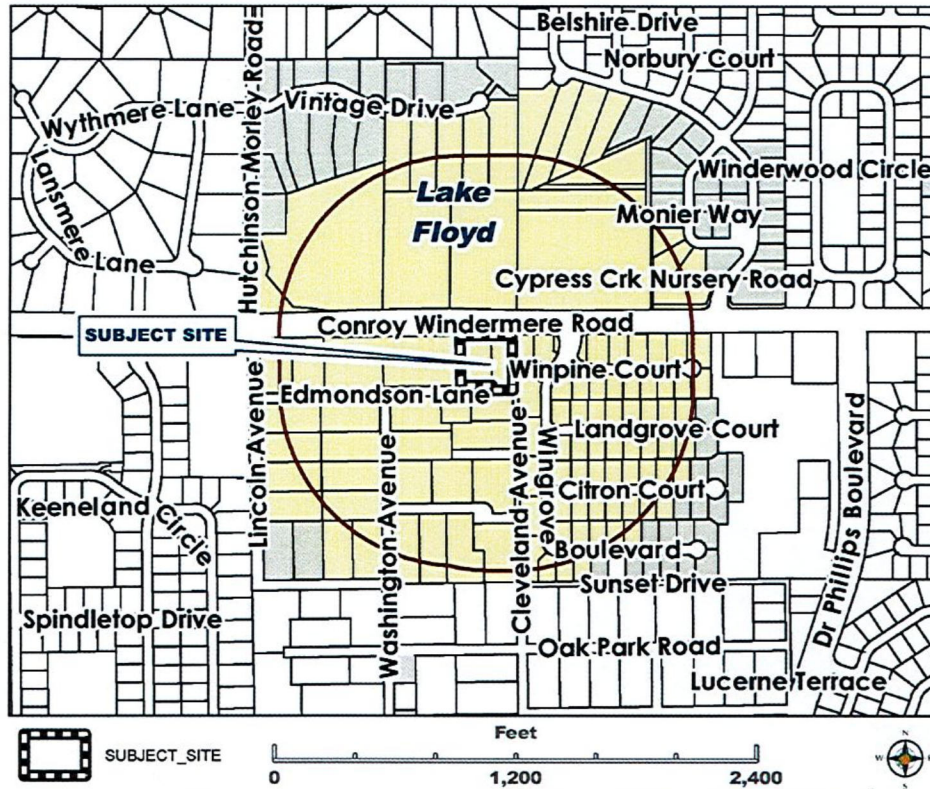 Belshire Drive
Norbury Court
Hutchinson-Morley Road
Vintage Drive
Wythmere Lane
Lansmere Lane
Winderwood Circle
Lake
Floyd
Monier Way
Cypress Crk Nursery Road
Conroy Windermere Road
SUBJECT SITE
Winpine Court
Edmondson Lane
Lincoln Avenue
Landgrove Court
Washington Avenue
Cleveland Avenue
Wingrove
Citron Court
Boulevard
Keeneland Circle
Sunset Drive
Dr Phillips Boulevard
Spindletop Drive
Oak Park Road
Lucerne Terrace
SUBJECT_SITE
Feet
0 1,200 2,400
N
W
S